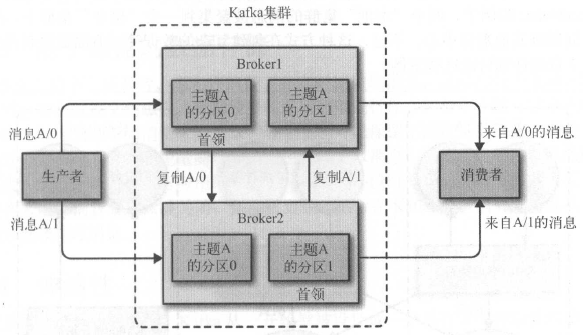 Kafka集群
Broker1
主题A
的分区0
主题A
的分区1
首领
消息A/0
来自A/0的消息
生产者
复制A/0
复制A/1
消费者
消息A/1
来自A/1的消息
Broker2
主题A
的分区0
主题A
的分区1
首领